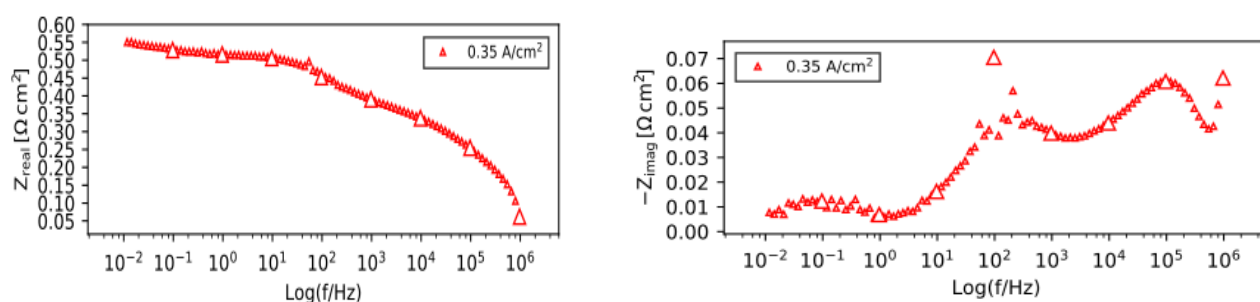 0.60
0.55
0.50
0.45
0.40
0.35
0.30
0.25
0.20
0.15
0.10
0.05
Z_real [Ω cm²]
0.35 A/cm²
10⁻² 10⁻¹ 10⁰ 10¹ 10² 10³ 10⁴ 10⁵ 10⁶
Log(f/Hz)
0.07
0.06
0.05
0.04
0.03
0.02
0.01
0.00
−Z_imag [Ω cm²]
0.35 A/cm²
10⁻² 10⁻¹ 10⁰ 10¹ 10² 10³ 10⁴ 10⁵ 10⁶
Log(f/Hz)